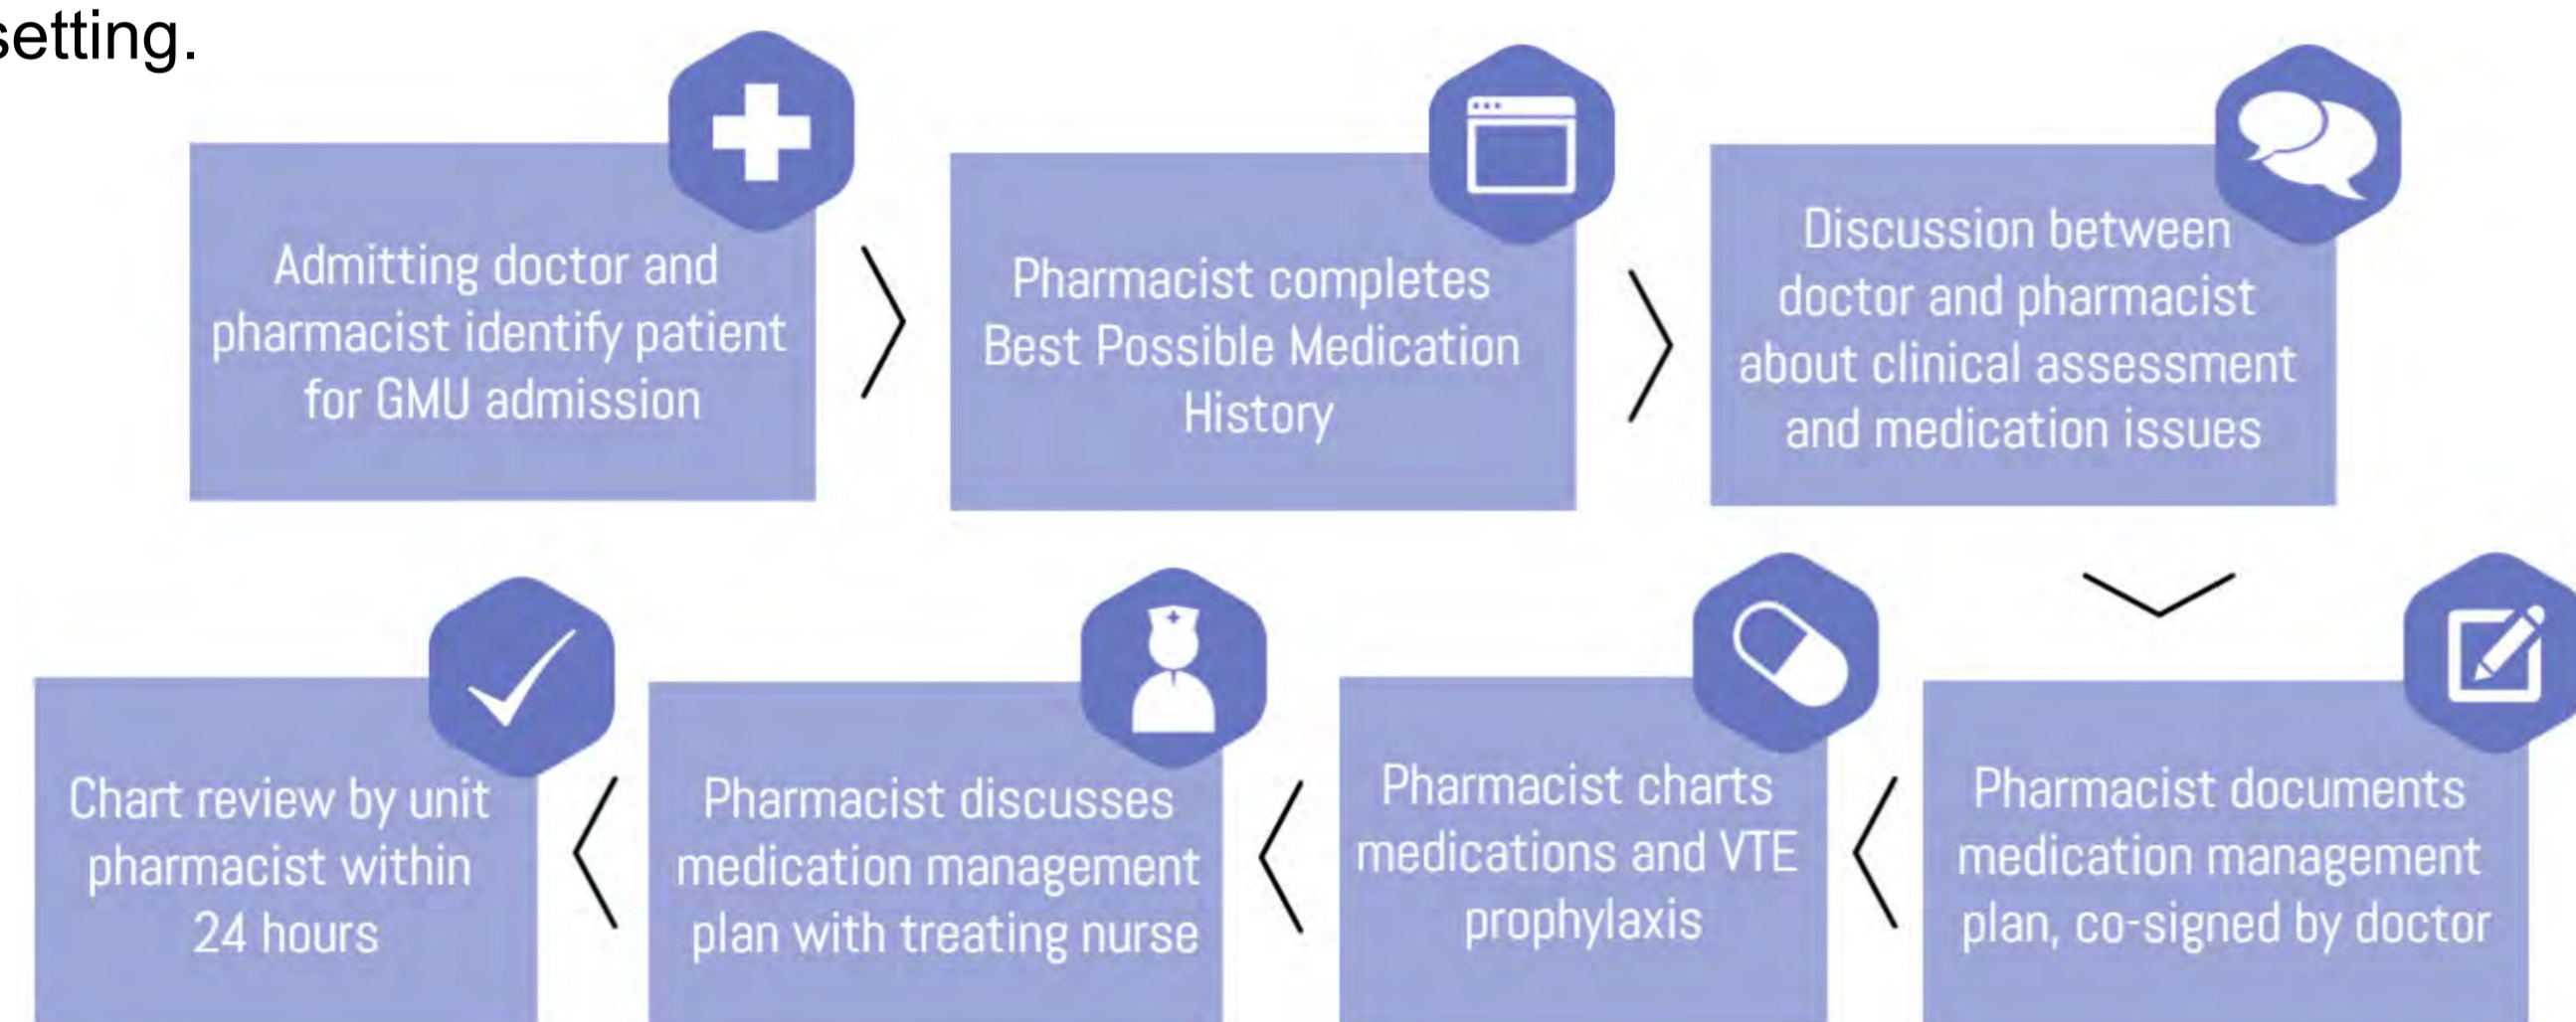 setting.
Admitting doctor and
pharmacist identify patient
for GMU admission
Pharmacist completes
Best Possible Medication
History
Discussion between
doctor and pharmacist
about clinical assessment
and medication issues
Pharmacist documents
medication management
plan, co-signed by doctor
Pharmacist charts
medications and VTE
prophylaxis
Pharmacist discusses
medication management
plan with treating nurse
Chart review by unit
pharmacist within
24 hours